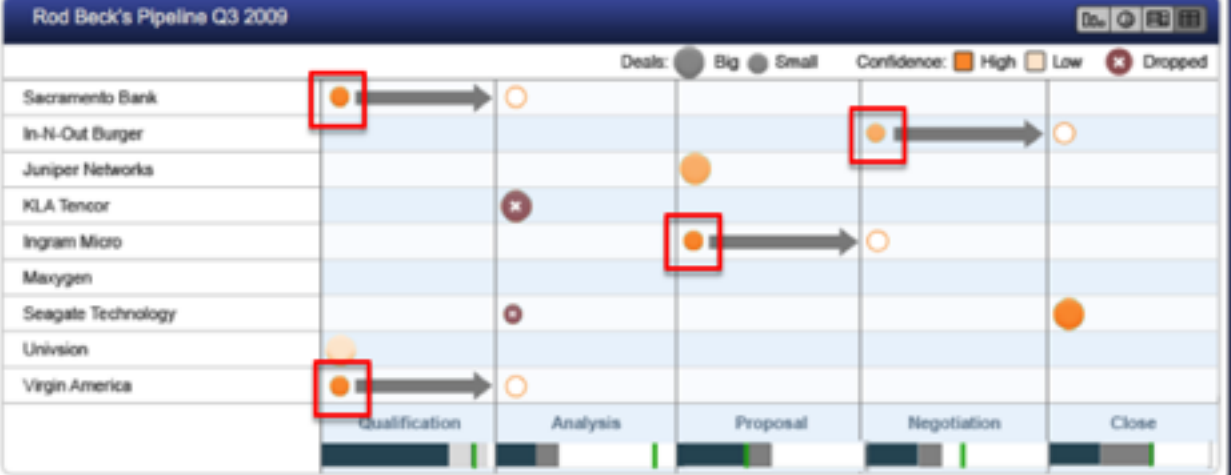 Rod Beck's Pipeline Q3 2009
Deals: Big Small Confidence: High Low Dropped
Sacramento Bank
In-N-Out Burger
Juniper Networks
KLA Tencor
Ingram Micro
Maxygen
Seagate Technology
Univsion
Virgin America
Qualification Analysis Proposal Negotiation Close